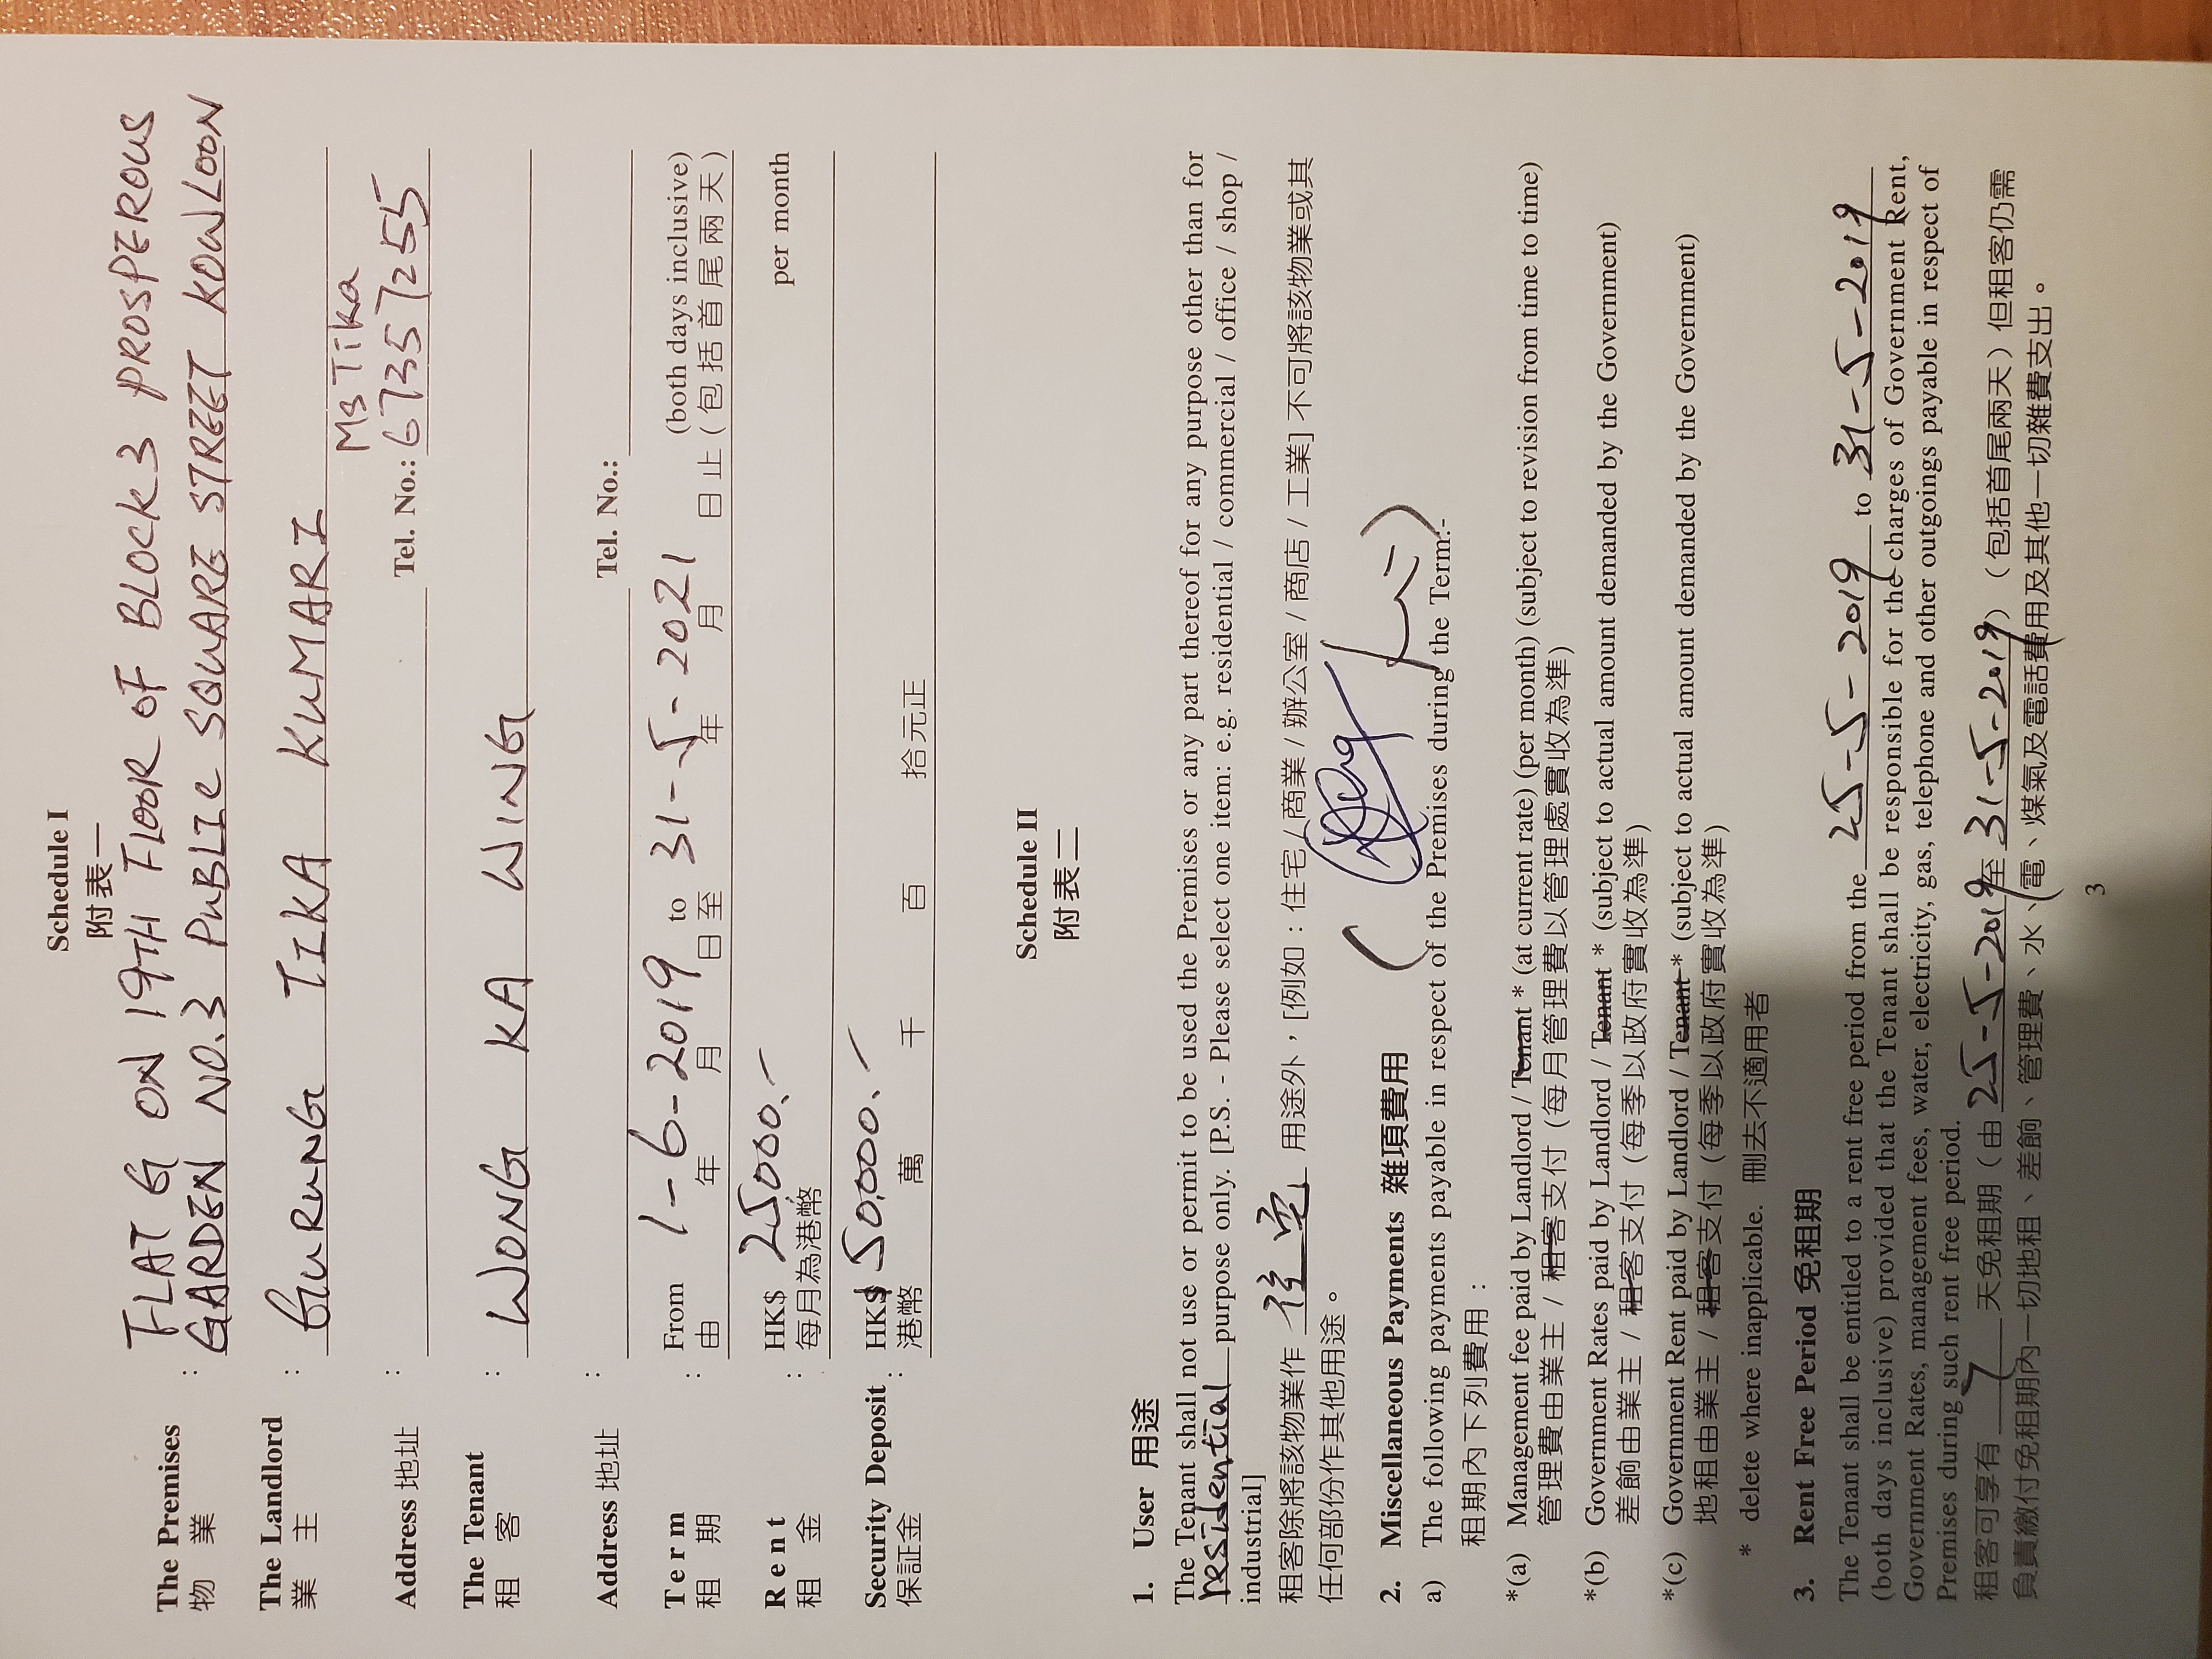 Schedule I
附表一
The Premises : FLAT G ON 19TH FLOOR OF BLOCK 3 PROSPEROUS
物 業 GARDEN NO.3 PUBLIC SQUARE STREET KOWLOON
The Landlord : GURUNG TIKA KUMARI
業 主
Ms Tika
Address 地址 : Tel. No.: 67357255
The Tenant : WONG KA WING
租 客
Address 地址 : Tel. No.:
Term : From 1-6-2019 to 31-5-2021 (both days inclusive)
租 期 由 年 月 日至 年 月 日止(包括首尾兩天)
Rent : HK$ 25000.- per month
租 金 每月為港幣
Security Deposit : HK$ 50,000.-
保証金 港幣 萬 千 百 拾元正
Schedule II
附表二
1. User 用途
The Tenant shall not use or permit to be used the Premises or any part thereof for any purpose other than for
residential purpose only. [P.S. - Please select one item: e.g. residential / commercial / office / shop /
industrial]
租客除將該物業作 住宅 用途外，[例如：住宅/商業/辦公室/商店/工業] 不可將該物業或其
任何部份作其他用途。
2. Miscellaneous Payments 雜項費用
a) The following payments payable in respect of the Premises during the Term:-
租期內下列費用：
*(a) Management fee paid by Landlord / Tenant * (at current rate) (per month) (subject to revision from time to time)
管理費由業主 / 租客支付（每月管理費以管理處實收為準）
*(b) Government Rates paid by Landlord / Tenant * (subject to actual amount demanded by the Government)
差餉由業主 / 租客支付（每季以政府實收為準）
*(c) Government Rent paid by Landlord / Tenant * (subject to actual amount demanded by the Government)
地租由業主 / 租客支付（每季以政府實收為準）
* delete where inapplicable. 刪去不適用者
3. Rent Free Period 免租期
The Tenant shall be entitled to a rent free period from the 25-5-2019 to 31-5-2019
(both days inclusive) provided that the Tenant shall be responsible for the charges of Government Rent,
Government Rates, management fees, water, electricity, gas, telephone and other outgoings payable in respect of
Premises during such rent free period.
租客可享有 7 天免租期（由 25-5-2019 至 31-5-2019）（包括首尾兩天）但租客仍需
負責繳付免租期內一切地租、差餉、管理費、水、電、煤氣及電話費用及其他一切雜費支出。
3